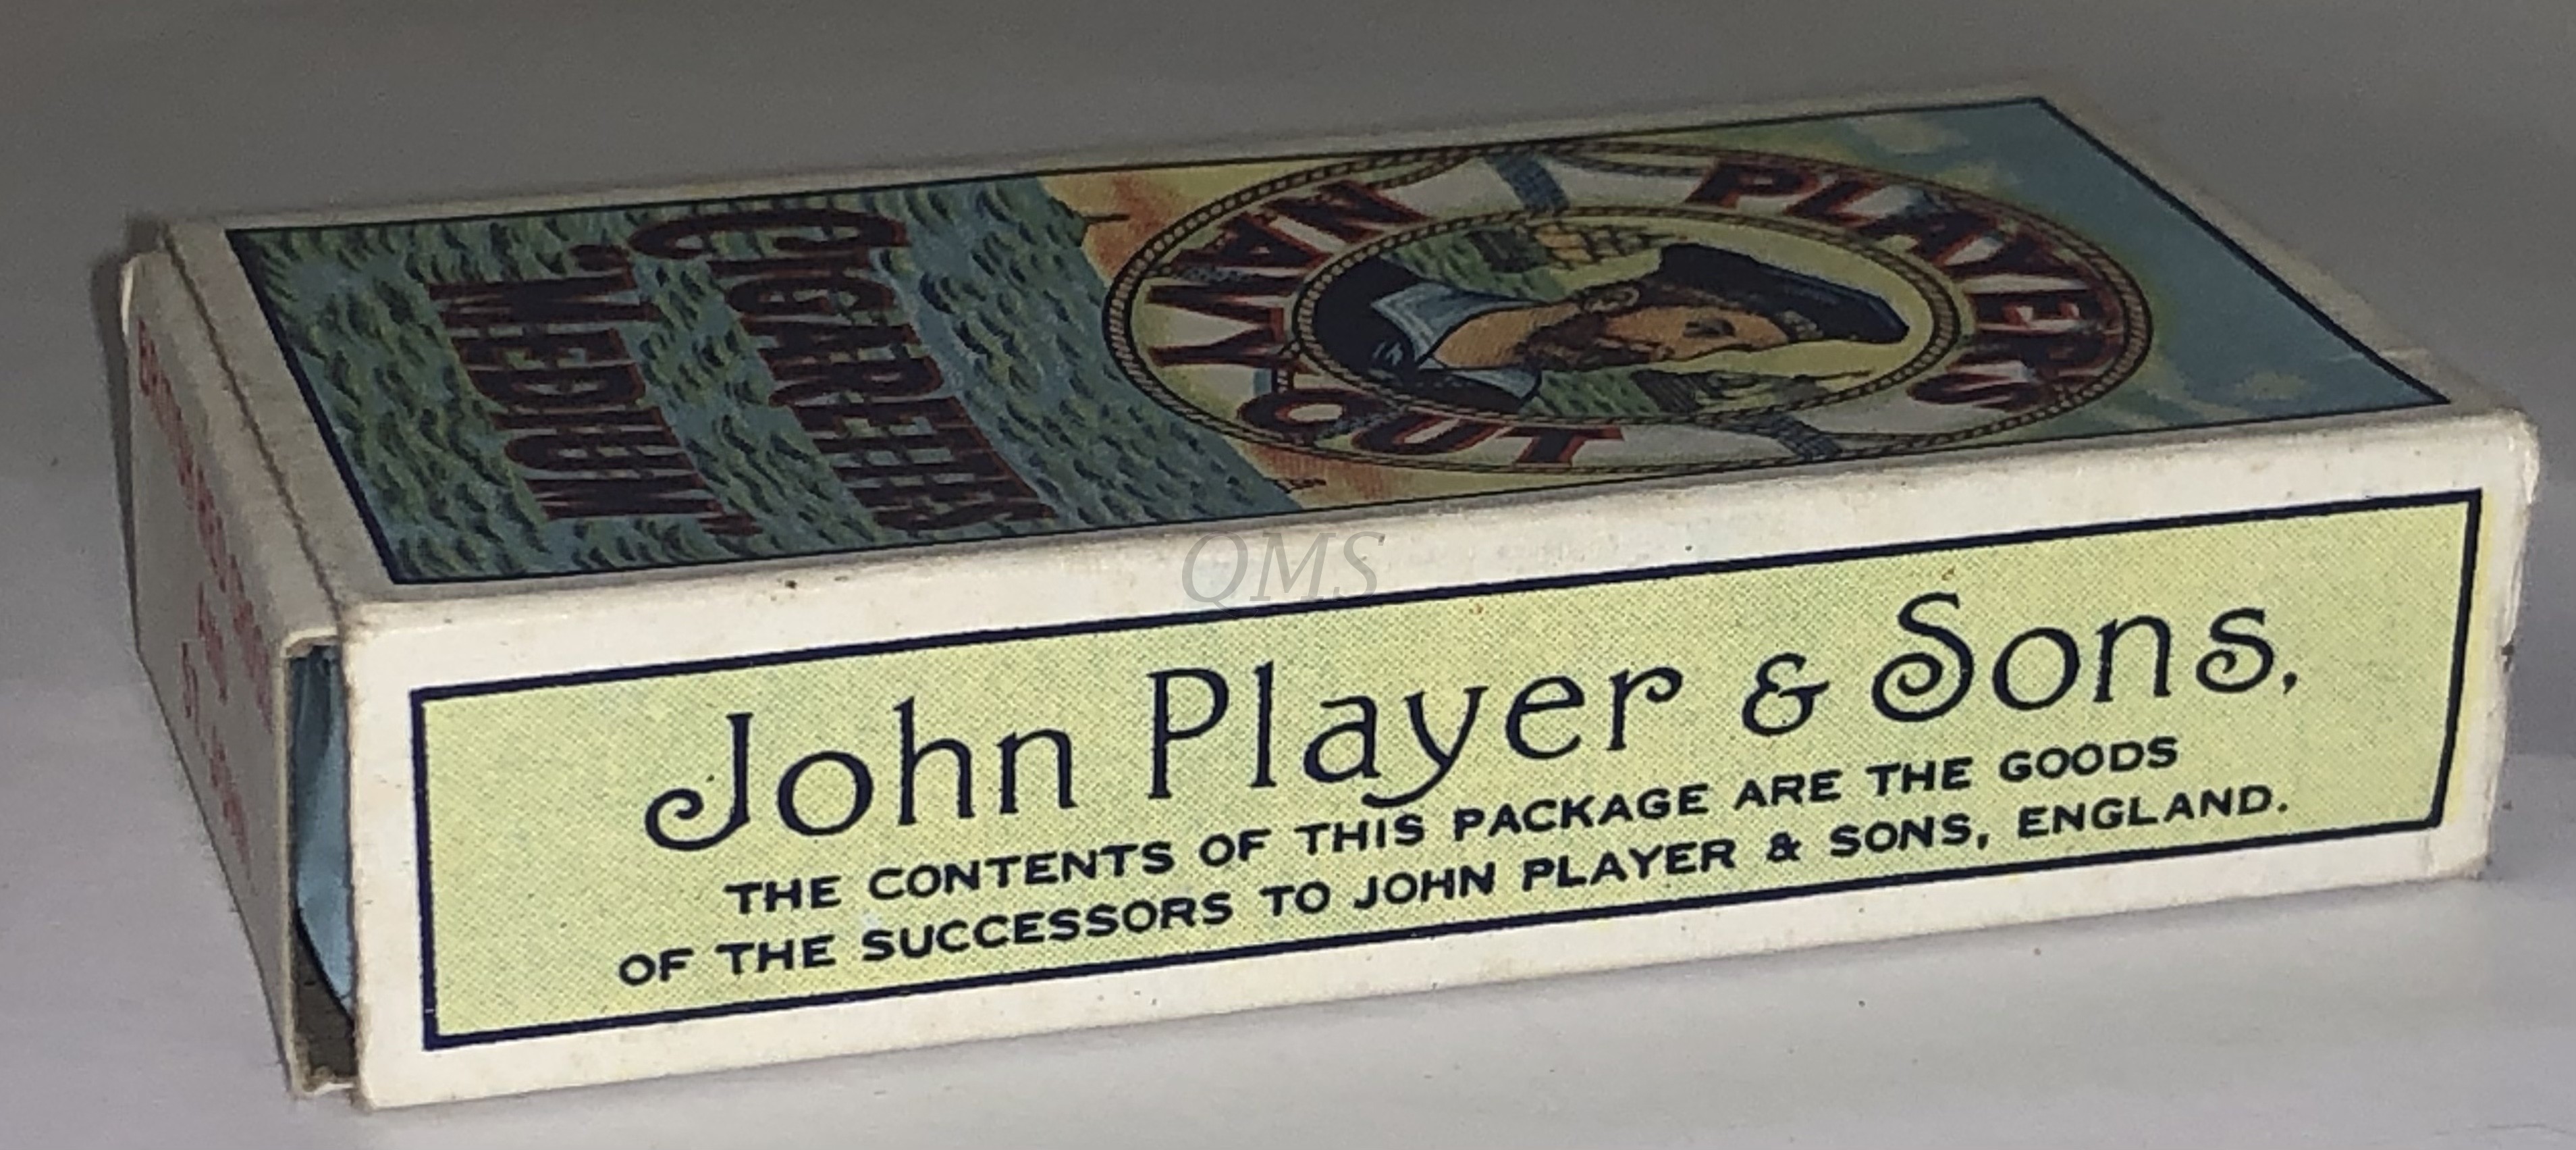 PLAYER'S
NAVY CUT
CIGARETTES
"MEDIUM"
QMS
John Player & Sons,
THE CONTENTS OF THIS PACKAGE ARE THE GOODS
OF THE SUCCESSORS TO JOHN PLAYER & SONS, ENGLAND.